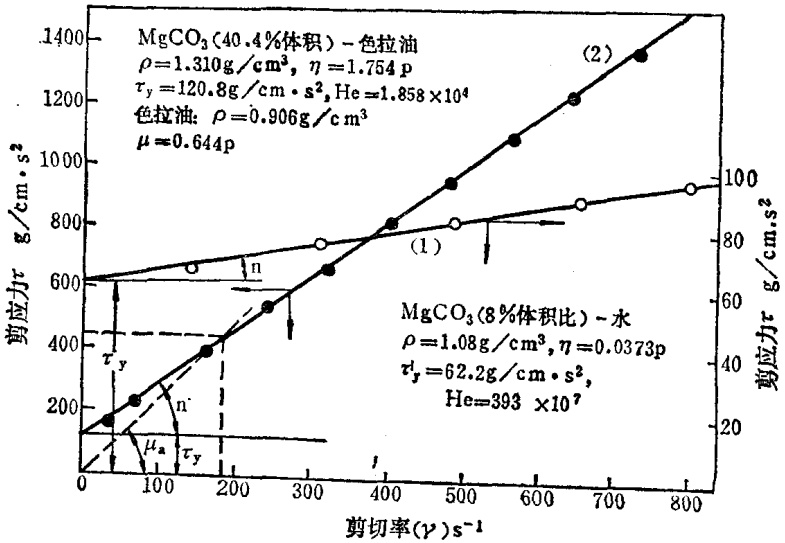 1400
1200
1000
800
600
400
200
0
剪应力τ g/cm·s²
MgCO₃(40.4%体积)-色拉油
ρ=1.310g/cm³, η=1.754p
τy=120.8g/cm·s²,He=1.858×10⁴
色拉油: ρ=0.906g/cm³
μ=0.644p
(2)
(1)
n
τy
n
μa
τy
MgCO₃(8%体积比)-水
ρ=1.08g/cm³,η=0.0373p
τy=62.2g/cm·s²,
He=393 ×10⁷
100
80
60
40
20
剪应力τ g/cm.s²
0 100 200 300 400 500 600 700 800
剪切率(γ)s⁻¹